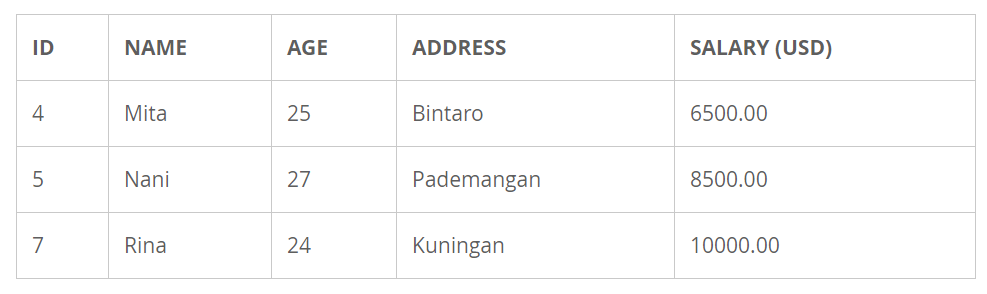 ID NAME AGE ADDRESS SALARY (USD)
4 Mita 25 Bintaro 6500.00
5 Nani 27 Pademangan 8500.00
7 Rina 24 Kuningan 10000.00